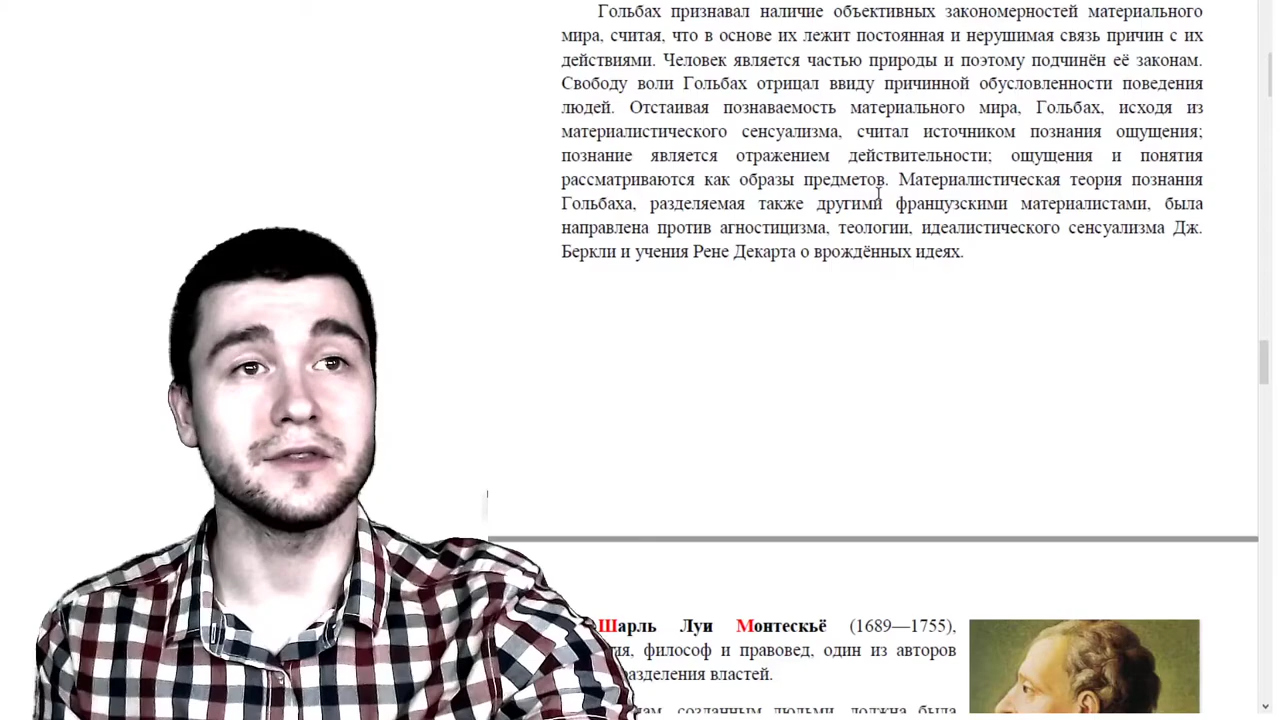 Гольбах признавал наличие объективных закономерностей материального
мира, считая, что в основе их лежит постоянная и нерушимая связь причин с их
действиями. Человек является частью природы и поэтому подчинён её законам.
Свободу воли Гольбах отрицал ввиду причинной обусловленности поведения
людей. Отстаивая познаваемость материального мира, Гольбах, исходя из
материалистического сенсуализма, считал источником познания ощущения;
познание является отражением действительности; ощущения и понятия
рассматриваются как образы предметов. Материалистическая теория познания
Гольбаха, разделяемая также другими французскими материалистами, была
направлена против агностицизма, теологии, идеалистического сенсуализма Дж.
Беркли и учения Рене Декарта о врождённых идеях.
Шарль Луи Монтескьё (1689—1755),
философ и правовед, один из авторов
разделения властей.
созданным людьми, должна была